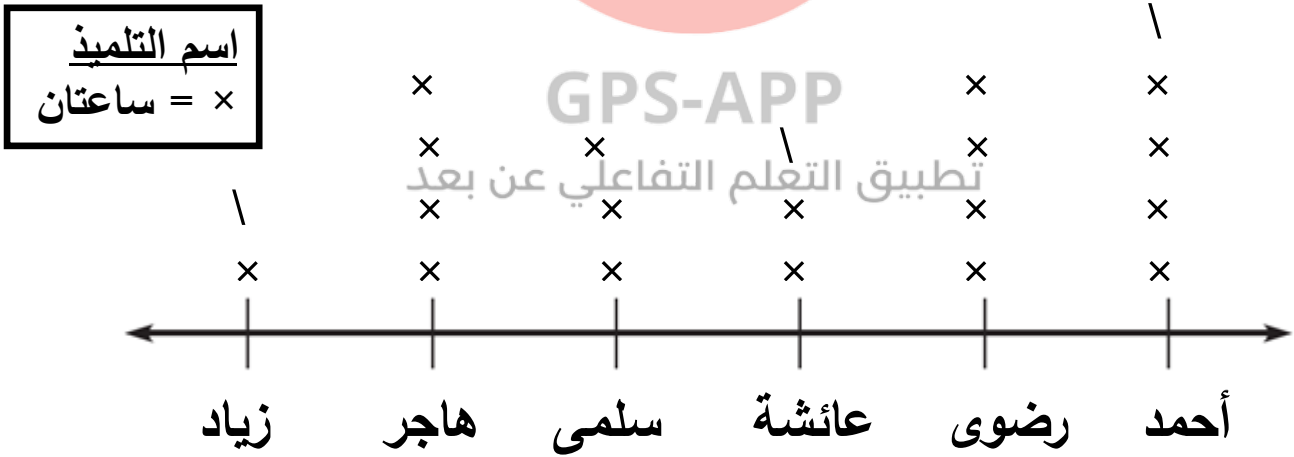 اسم التلميذ
× = ساعتان
GPS-APP
تطبيق التعلم التفاعلي عن بعد
\
× × ×
× \ × × ×
× × × × × \
× × × × × ×
أحمد رضوى عائشة سلمى هاجر زياد